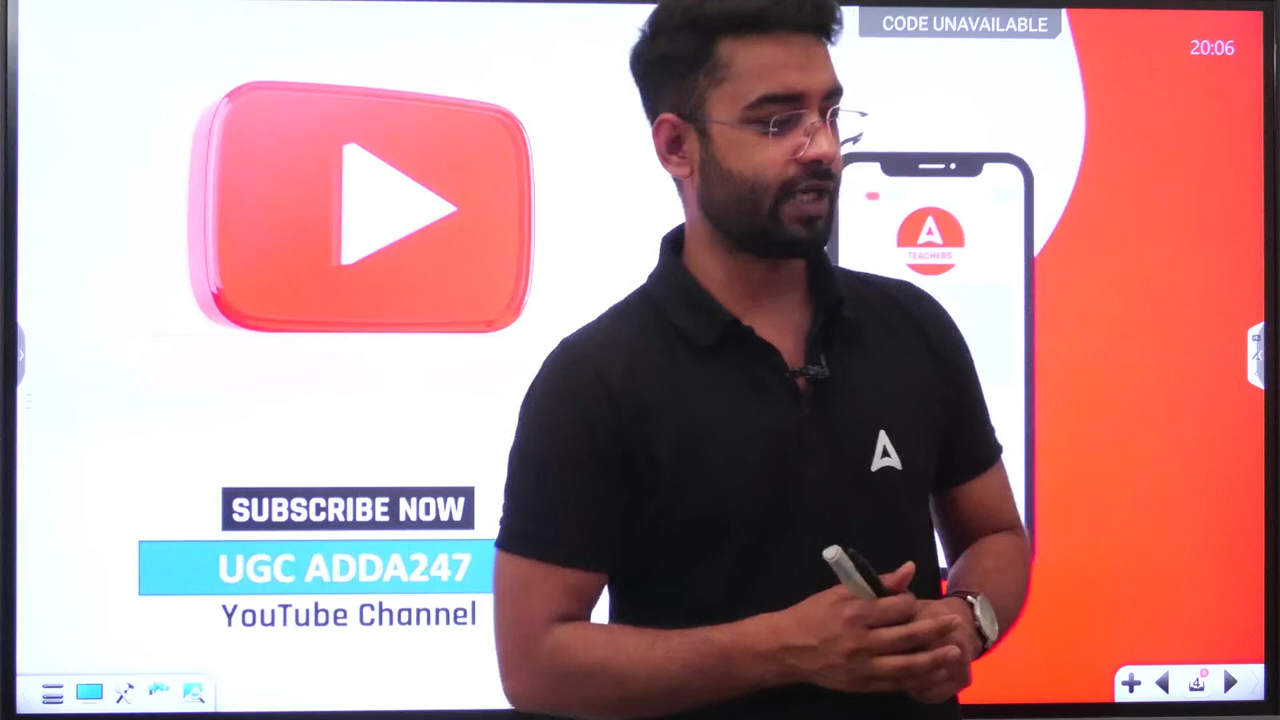 CODE UNAVAILABLE
20:06
TEACHERS
SUBSCRIBE NOW
UGC ADDA247
YouTube Channel
4